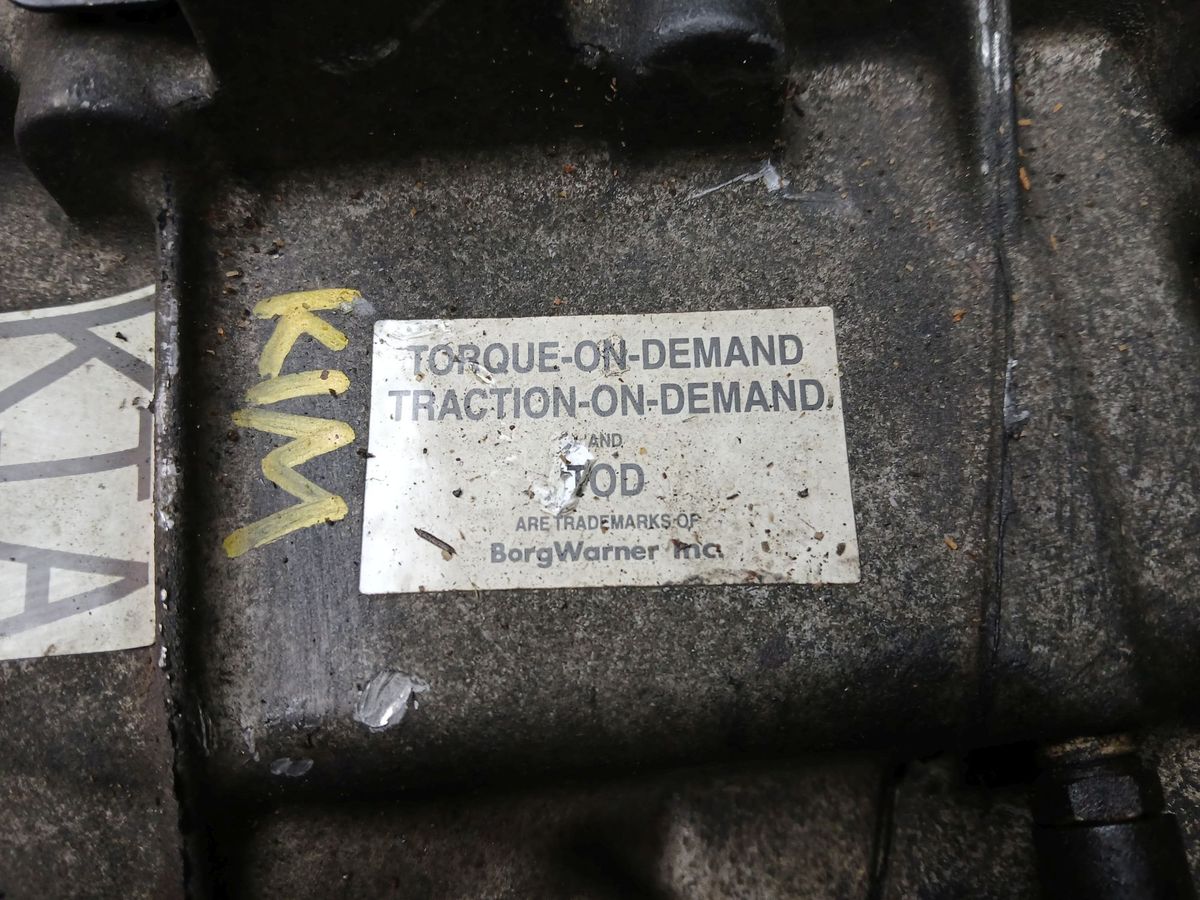 KIM
TORQUE-ON-DEMAND
TRACTION-ON-DEMAND
AND
TOD
ARE TRADEMARKS OF
BorgWarner Inc.